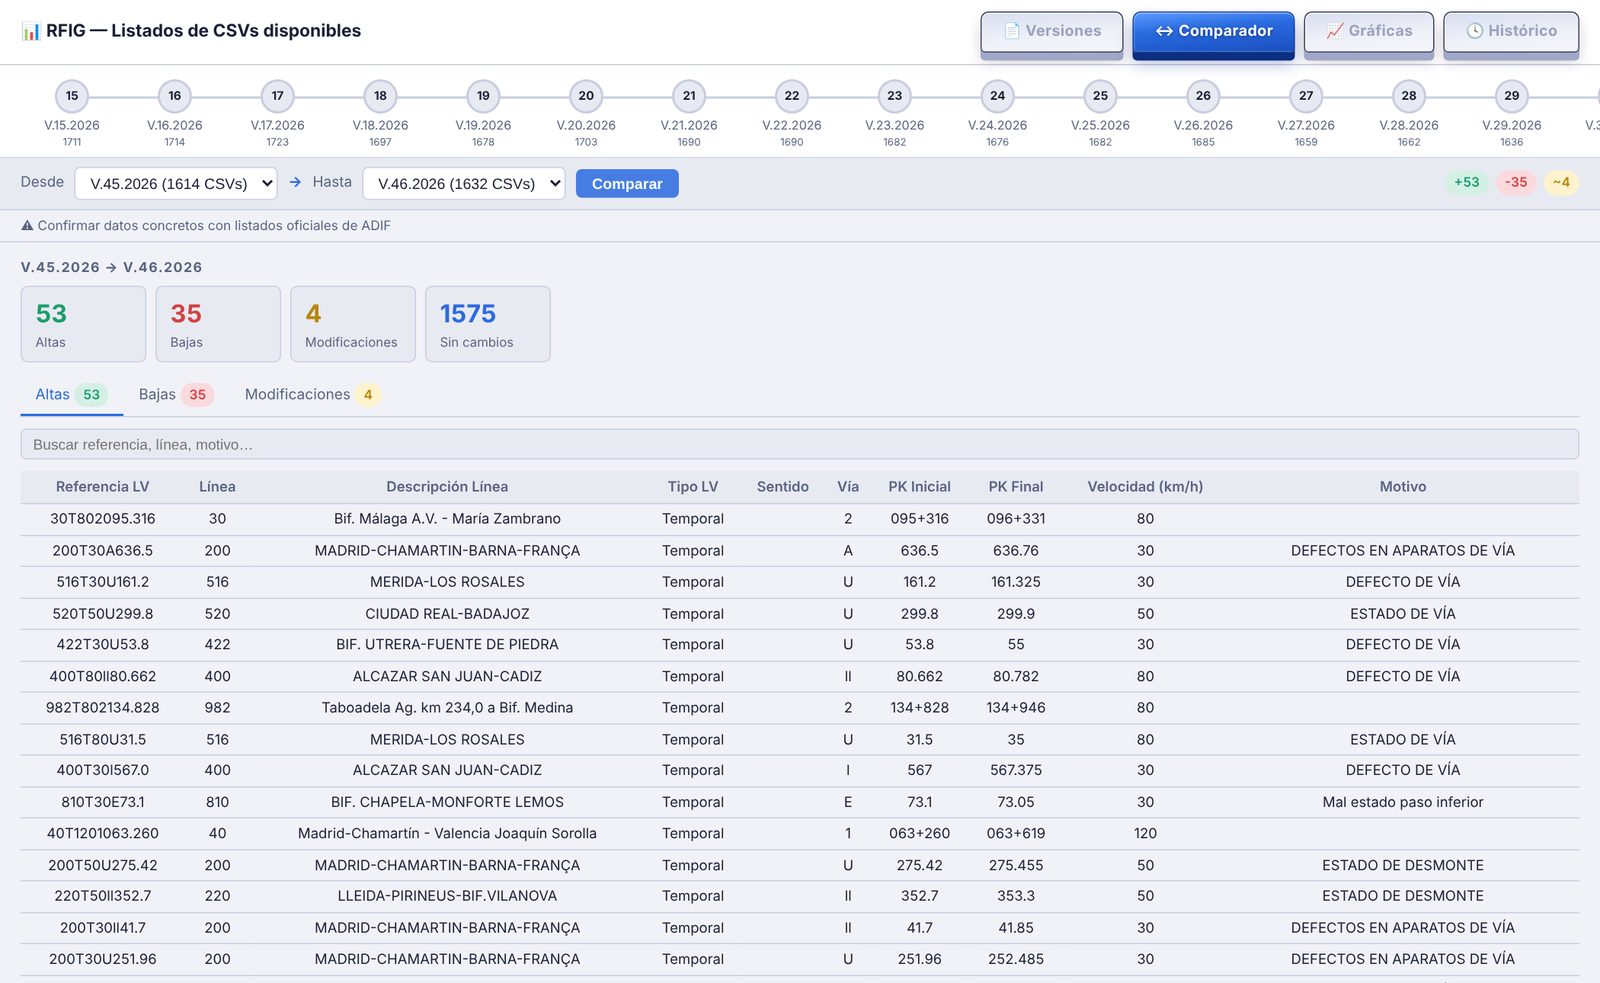 📊 RFIG — Listados de CSVs disponibles
📄 Versiones
↔ Comparador
📈 Gráficas
🕓 Histórico
15 16 17 18 19 20 21 22 23 24 25 26 27 28 29
V.15.2026 V.16.2026 V.17.2026 V.18.2026 V.19.2026 V.20.2026 V.21.2026 V.22.2026 V.23.2026 V.24.2026 V.25.2026 V.26.2026 V.27.2026 V.28.2026 V.29.2026
1711 1714 1723 1697 1678 1703 1690 1690 1682 1676 1682 1685 1659 1662 1636
Desde V.45.2026 (1614 CSVs) → Hasta V.46.2026 (1632 CSVs) Comparar +53 -35 ~4
⚠ Confirmar datos concretos con listados oficiales de ADIF
V.45.2026 → V.46.2026
53 35 4 1575
Altas Bajas Modificaciones Sin cambios
Altas 53 Bajas 35 Modificaciones 4
Buscar referencia, línea, motivo…
Referencia LV Línea Descripción Línea Tipo LV Sentido Vía PK Inicial PK Final Velocidad (km/h) Motivo
30T802095.316 30 Bif. Málaga A.V. - María Zambrano Temporal 2 095+316 096+331 80
200T30A636.5 200 MADRID-CHAMARTIN-BARNA-FRANÇA Temporal A 636.5 636.76 30 DEFECTOS EN APARATOS DE VÍA
516T30U161.2 516 MERIDA-LOS ROSALES Temporal U 161.2 161.325 30 DEFECTO DE VÍA
520T50U299.8 520 CIUDAD REAL-BADAJOZ Temporal U 299.8 299.9 50 ESTADO DE VÍA
422T30U53.8 422 BIF. UTRERA-FUENTE DE PIEDRA Temporal U 53.8 55 30 DEFECTO DE VÍA
400T80II80.662 400 ALCAZAR SAN JUAN-CADIZ Temporal II 80.662 80.782 80 DEFECTO DE VÍA
982T802134.828 982 Taboadela Ag. km 234,0 a Bif. Medina Temporal 2 134+828 134+946 80
516T80U31.5 516 MERIDA-LOS ROSALES Temporal U 31.5 35 80 ESTADO DE VÍA
400T30I567.0 400 ALCAZAR SAN JUAN-CADIZ Temporal I 567 567.375 30 DEFECTO DE VÍA
810T30E73.1 810 BIF. CHAPELA-MONFORTE LEMOS Temporal E 73.1 73.05 30 Mal estado paso inferior
40T1201063.260 40 Madrid-Chamartín - Valencia Joaquín Sorolla Temporal 1 063+260 063+619 120
200T50U275.42 200 MADRID-CHAMARTIN-BARNA-FRANÇA Temporal U 275.42 275.455 50 ESTADO DE DESMONTE
220T50II352.7 220 LLEIDA-PIRINEUS-BIF.VILANOVA Temporal II 352.7 353.3 50 ESTADO DE DESMONTE
200T30II41.7 200 MADRID-CHAMARTIN-BARNA-FRANÇA Temporal II 41.7 41.85 30 DEFECTOS EN APARATOS DE VÍA
200T30U251.96 200 MADRID-CHAMARTIN-BARNA-FRANÇA Temporal U 251.96 252.485 30 DEFECTOS EN APARATOS DE VÍA